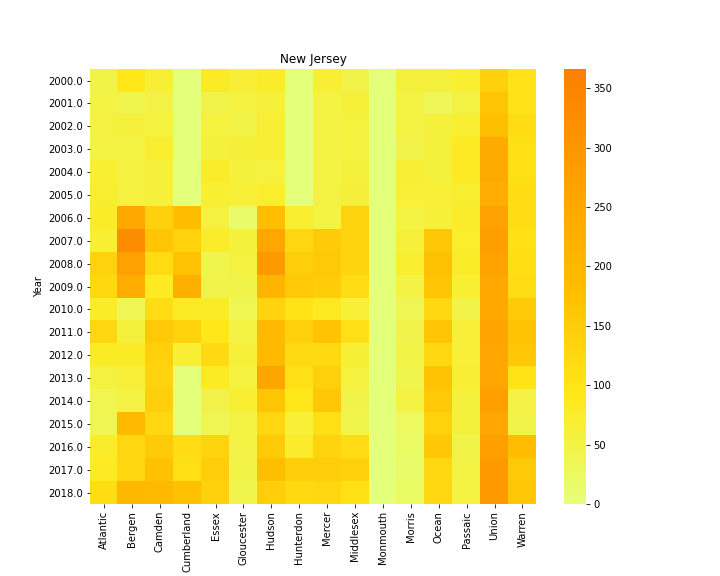 New Jersey
Year
2000.0
2001.0
2002.0
2003.0
2004.0
2005.0
2006.0
2007.0
2008.0
2009.0
2010.0
2011.0
2012.0
2013.0
2014.0
2015.0
2016.0
2017.0
2018.0
Atlantic
Bergen
Camden
Cumberland
Essex
Gloucester
Hudson
Hunterdon
Mercer
Middlesex
Monmouth
Morris
Ocean
Passaic
Union
Warren
350
300
250
200
150
100
50
0